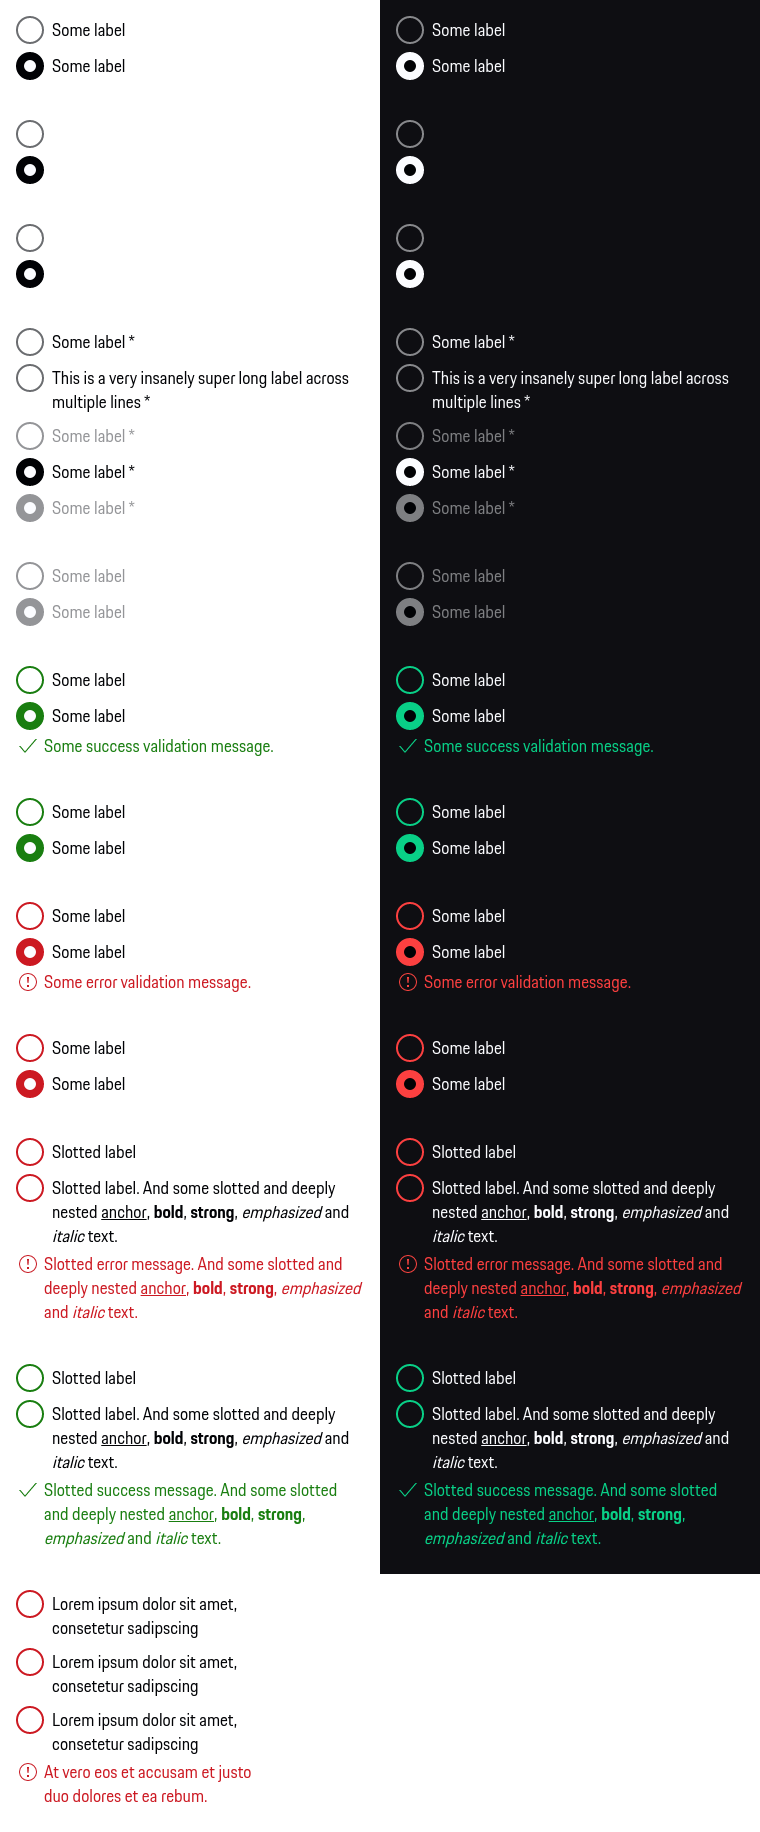 Some label
Some label
Some label *
This is a very insanely super long label across
multiple lines *
Some label *
Some label *
Some label *
Some label
Some label
Some label
Some label
Some success validation message.
Some label
Some label
Some label
Some label
Some error validation message.
Some label
Some label
Slotted label
Slotted label. And some slotted and deeply
nested anchor, bold, strong, emphasized and
italic text.
Slotted error message. And some slotted and
deeply nested anchor, bold, strong, emphasized
and italic text.
Slotted label
Slotted label. And some slotted and deeply
nested anchor, bold, strong, emphasized and
italic text.
Slotted success message. And some slotted
and deeply nested anchor, bold, strong,
emphasized and italic text.
Lorem ipsum dolor sit amet,
consetetur sadipscing
Lorem ipsum dolor sit amet,
consetetur sadipscing
Lorem ipsum dolor sit amet,
consetetur sadipscing
At vero eos et accusam et justo
duo dolores et ea rebum.
Some label
Some label
Some label *
This is a very insanely super long label across
multiple lines *
Some label *
Some label *
Some label *
Some label
Some label
Some label
Some label
Some success validation message.
Some label
Some label
Some label
Some label
Some error validation message.
Some label
Some label
Slotted label
Slotted label. And some slotted and deeply
nested anchor, bold, strong, emphasized and
italic text.
Slotted error message. And some slotted and
deeply nested anchor, bold, strong, emphasized
and italic text.
Slotted label
Slotted label. And some slotted and deeply
nested anchor, bold, strong, emphasized and
italic text.
Slotted success message. And some slotted
and deeply nested anchor, bold, strong,
emphasized and italic text.